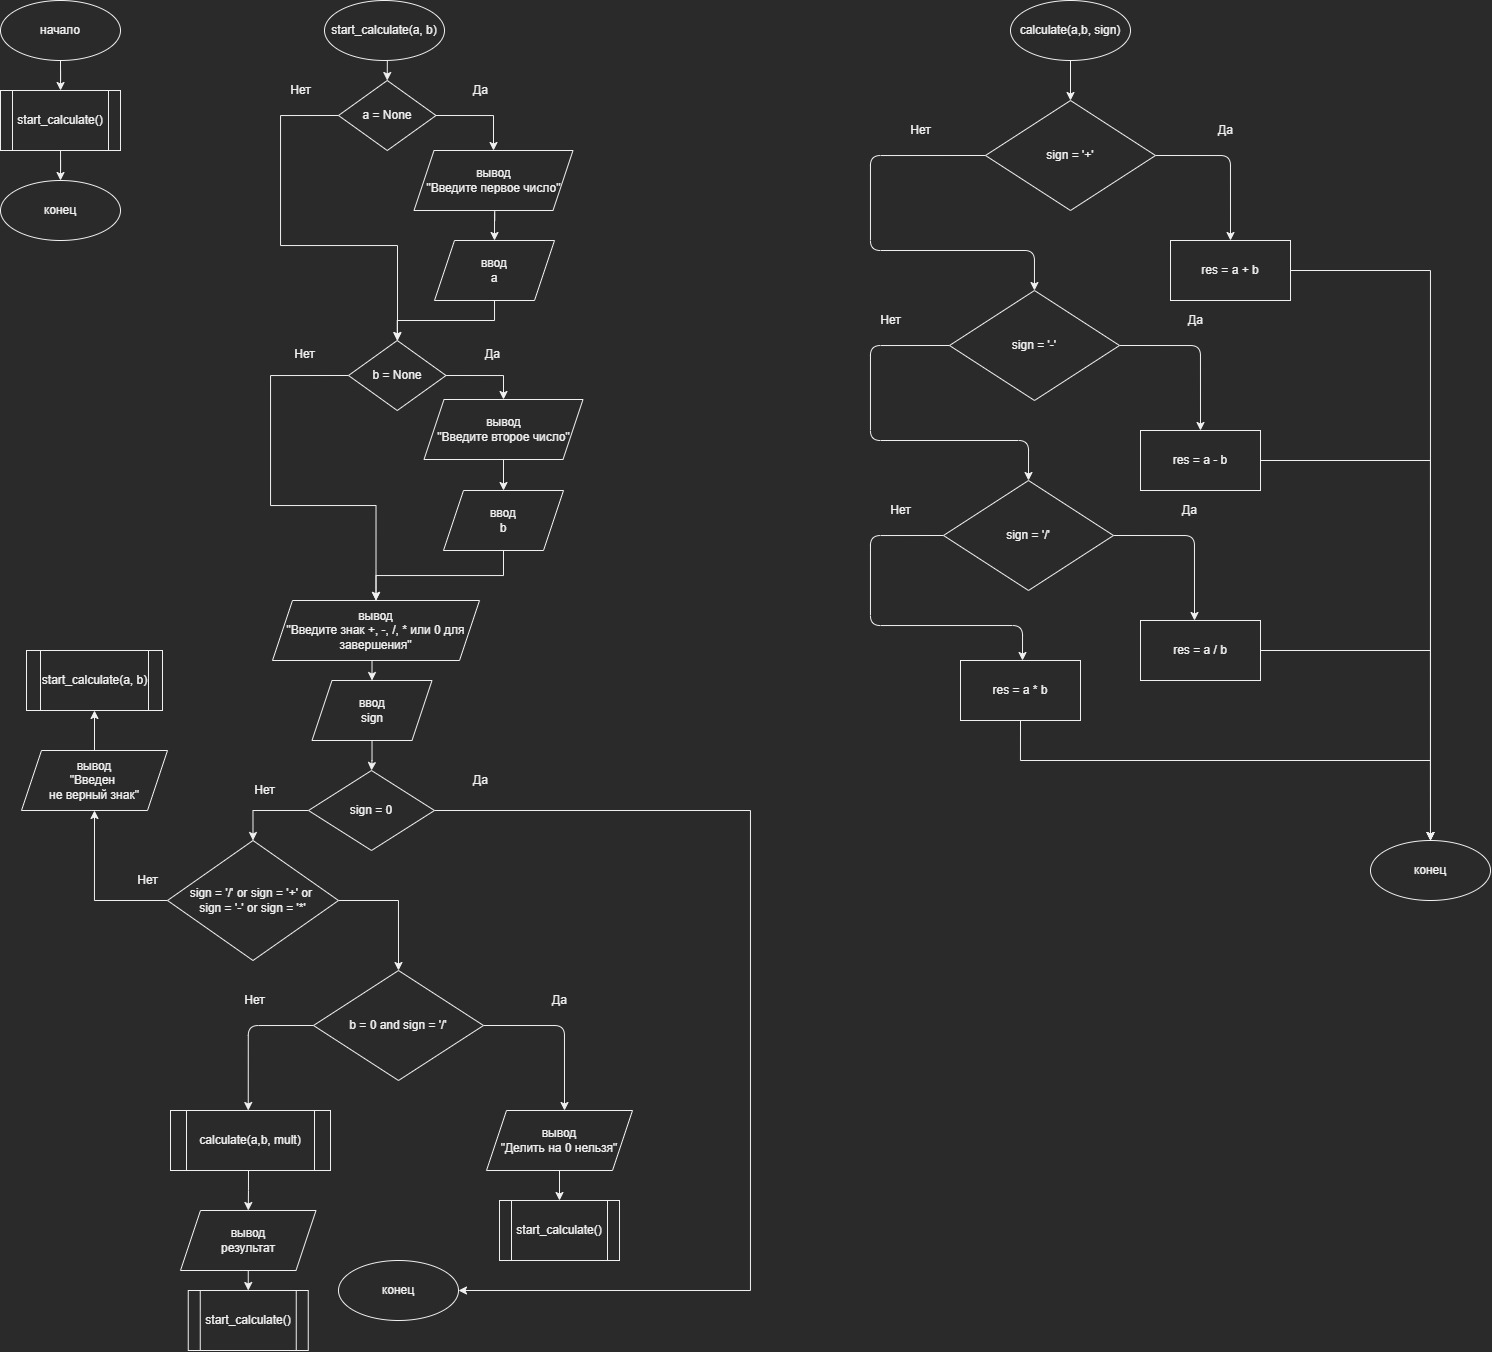 начало
start_calculate()
конец
start_calculate(a, b)
Нет
Да
a = None
вывод
"Введите первое число"
ввод
a
Нет
Да
b = None
вывод
"Введите второе число"
ввод
b
вывод
"Введите знак +, -, /, * или 0 для
завершения"
ввод
sign
Нет
Да
sign = 0
start_calculate(a, b)
вывод
"Введен
не верный знак"
Нет
sign = '/' or sign = '+' or
sign = '-' or sign = '*'
Нет
Да
b = 0 and sign = '/'
calculate(a,b, mult)
вывод
"Делить на 0 нельзя"
вывод
результат
start_calculate()
start_calculate()
конец
calculate(a,b, sign)
Нет
Да
sign = '+'
res = a + b
Нет
Да
sign = '-'
res = a - b
Нет
Да
sign = '/'
res = a / b
res = a * b
конец